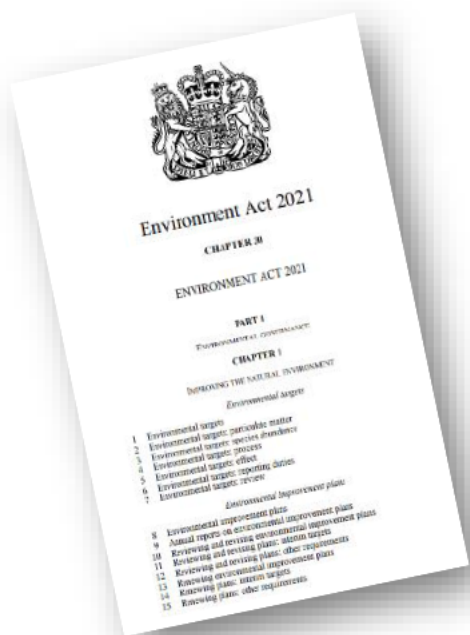 Environment Act 2021
CHAPTER 30
ENVIRONMENT ACT 2021
PART 1
ENVIRONMENTAL GOVERNANCE
CHAPTER 1
IMPROVING THE NATURAL ENVIRONMENT
Environmental targets
1 Environmental targets
2 Environmental targets: particulate matter
3 Environmental targets: species abundance
4 Environmental targets: process
5 Environmental targets: effect
6 Environmental targets: reporting duties
7 Environmental targets: review
Environmental improvement plans
8 Environmental improvement plans
9 Annual reports on environmental improvement plans
10 Reviewing and revising environmental improvement plans
11 Reviewing and revising plans: interim targets
12 Reviewing and revising plans: other requirements
13 Renewing environmental improvement plans
14 Renewing plans: interim targets
15 Renewing plans: other requirements